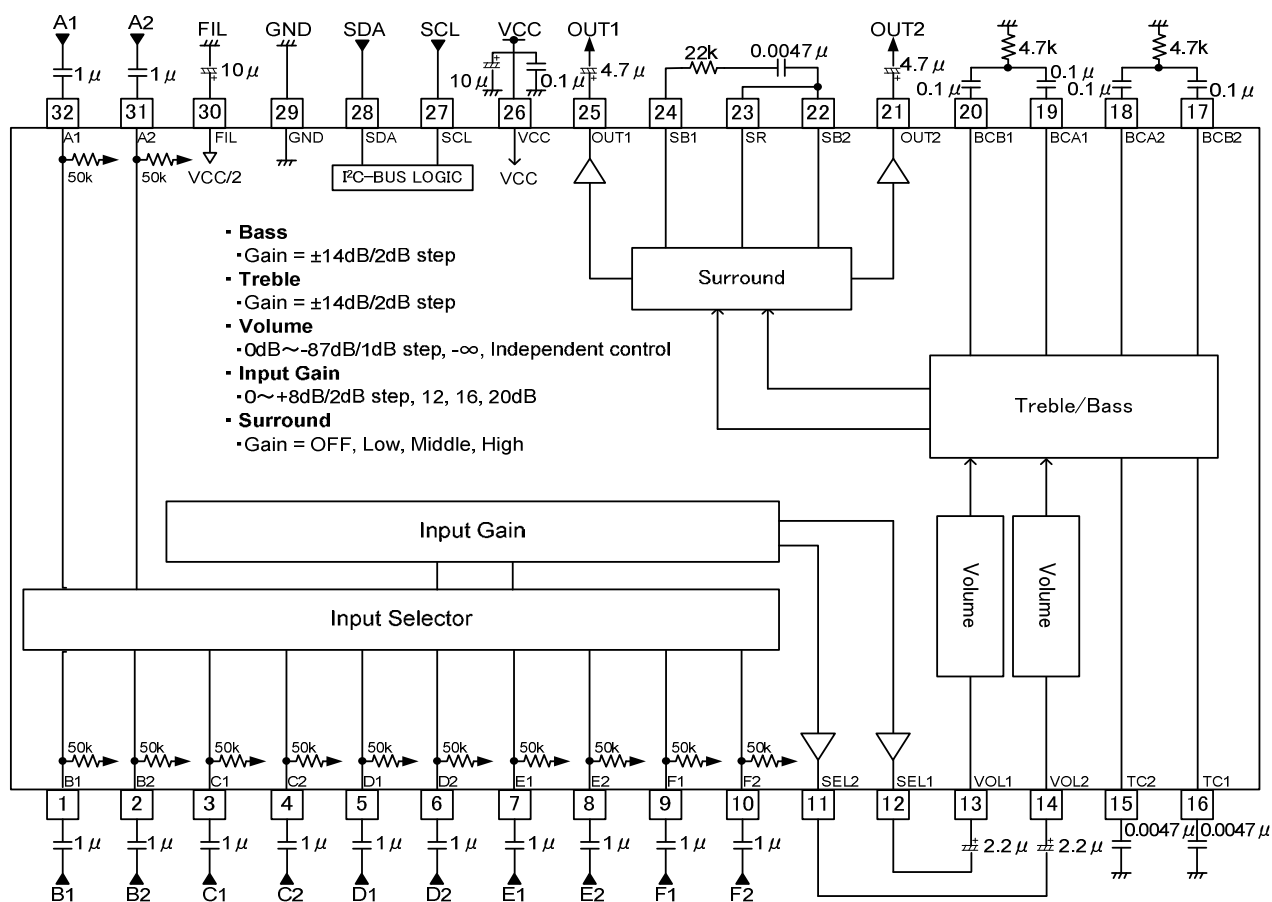 A1 A2 FIL GND SDA SCL VCC OUT1 OUT2
22k 0.0047μ 4.7k 4.7k
1μ 1μ 10μ 10μ 0.1μ 4.7μ 4.7μ 0.1μ 0.1μ 0.1μ 0.1μ
32 31 30 29 28 27 26 25 24 23 22 21 20 19 18 17
A1 A2 FIL GND SDA SCL VCC OUT1 SB1 SR SB2 OUT2 BCB1 BCA1 BCA2 BCB2
50k 50k VCC/2 I²C-BUS LOGIC VCC
・Bass
・Gain = ±14dB/2dB step
・Treble
・Gain = ±14dB/2dB step
・Volume
・0dB～-87dB/1dB step, -∞, Independent control
・Input Gain
・0～+8dB/2dB step, 12, 16, 20dB
・Surround
・Gain = OFF, Low, Middle, High
Surround
Treble/Bass
Input Gain
Volume
Volume
Input Selector
50k 50k 50k 50k 50k 50k 50k 50k 50k 50k
B1 B2 C1 C2 D1 D2 E1 E2 F1 F2 SEL2 SEL1 VOL1 VOL2 TC2 TC1
1 2 3 4 5 6 7 8 9 10 11 12 13 14 15 16
1μ 1μ 1μ 1μ 1μ 1μ 1μ 1μ 1μ 1μ 2.2μ 2.2μ 0.0047μ 0.0047μ
B1 B2 C1 C2 D1 D2 E1 E2 F1 F2